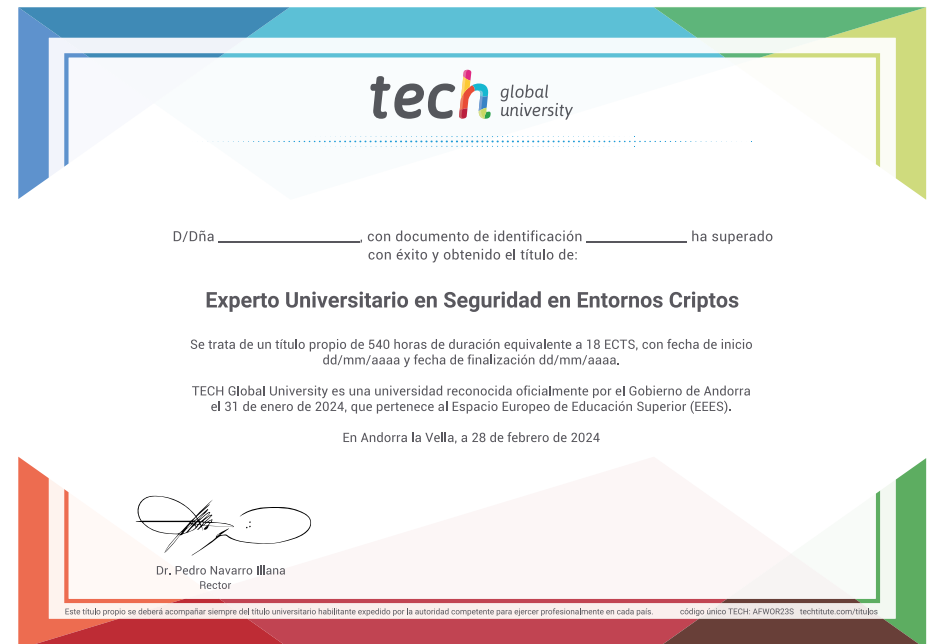 tech global university
D/Dña ______________, con documento de identificación __________ ha superado
con éxito y obtenido el título de:
Experto Universitario en Seguridad en Entornos Criptos
Se trata de un título propio de 540 horas de duración equivalente a 18 ECTS, con fecha de inicio
dd/mm/aaaa y fecha de finalización dd/mm/aaaa.
TECH Global University es una universidad reconocida oficialmente por el Gobierno de Andorra
el 31 de enero de 2024, que pertenece al Espacio Europeo de Educación Superior (EEES).
En Andorra la Vella, a 28 de febrero de 2024
Dr. Pedro Navarro Illana
Rector
Este título propio se deberá acompañar siempre del título universitario habilitante expedido por la autoridad competente para ejercer profesionalmente en cada país. código único TECH: AFWOR23S techtitute.com/titulos